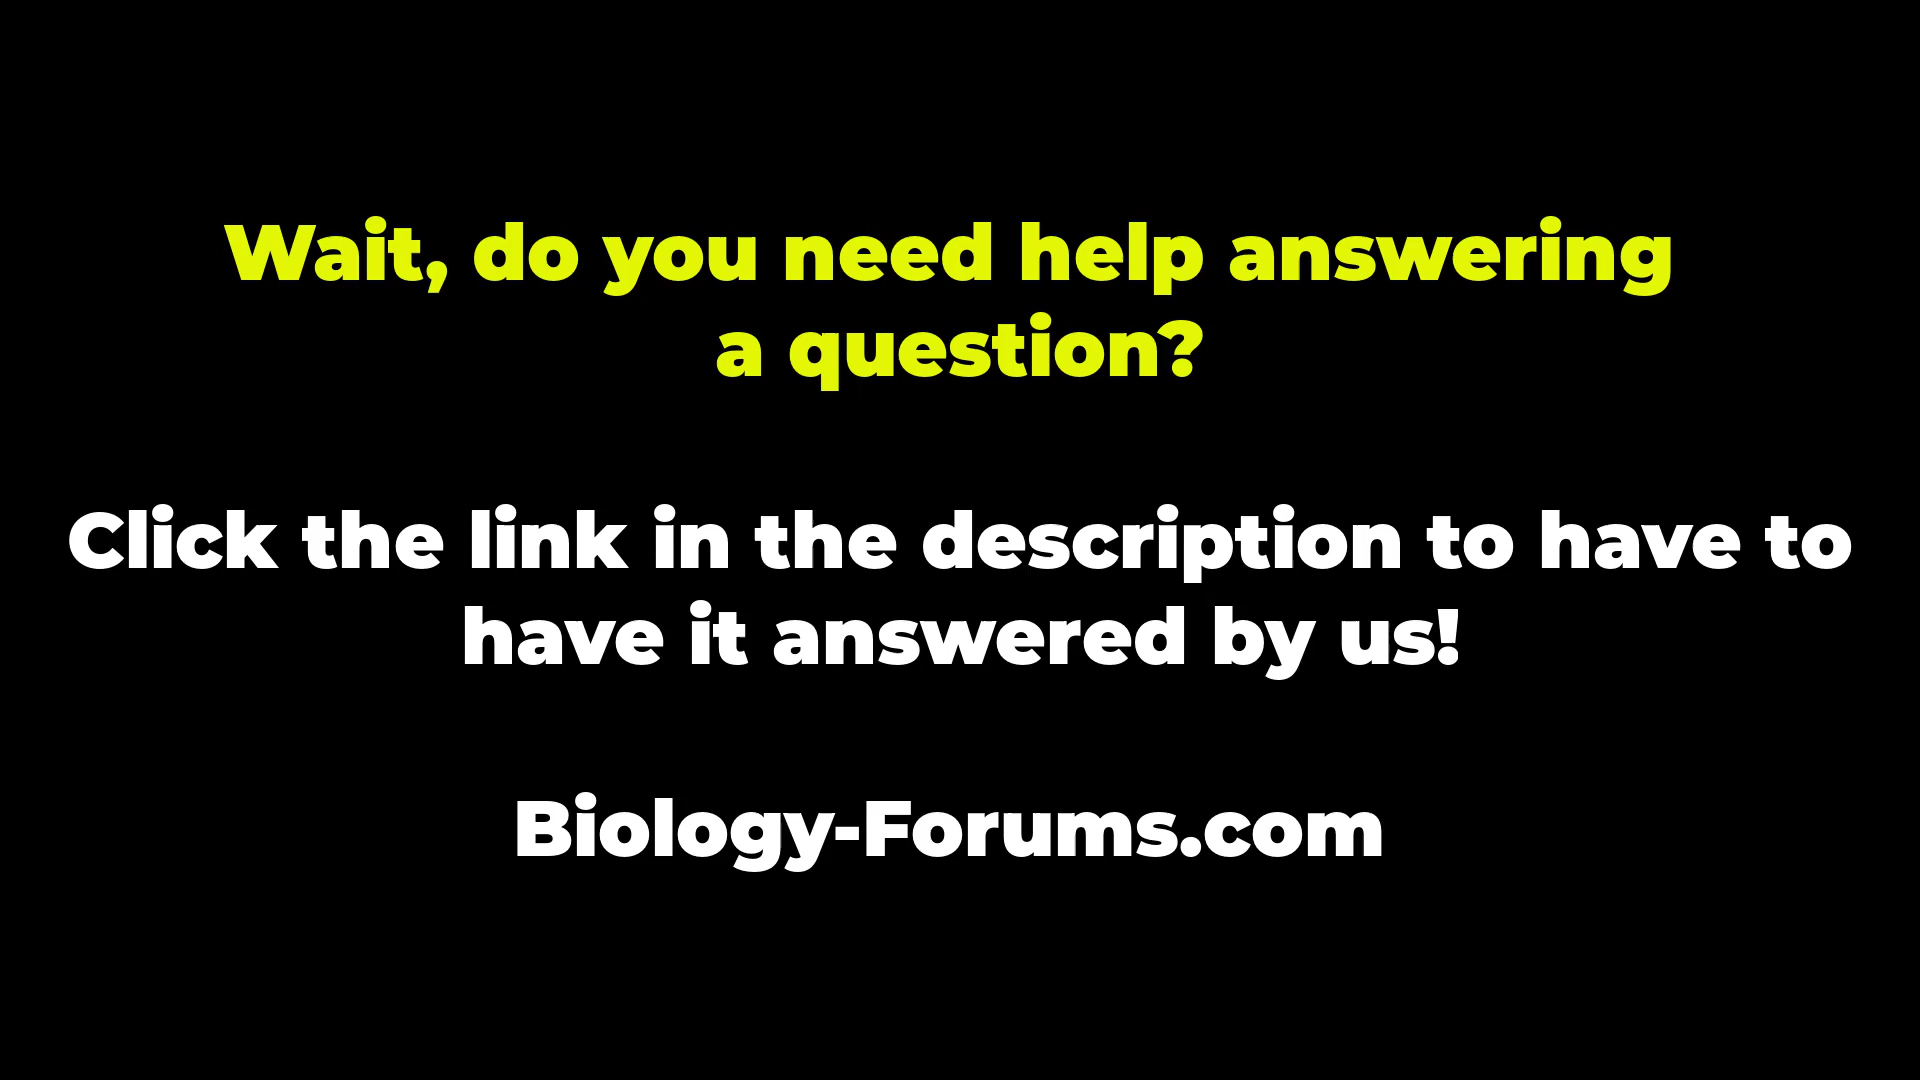 Wait, do you need help answering
a question?
Click the link in the description to have to
have it answered by us!
Biology-Forums.com